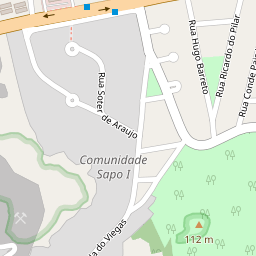 Rua Hugo Barreto
Rua Ricardo do Pilar
Rua Conde
Rua Soter de Araujo
Comunidade
Sapo I
do Viegas
112 m